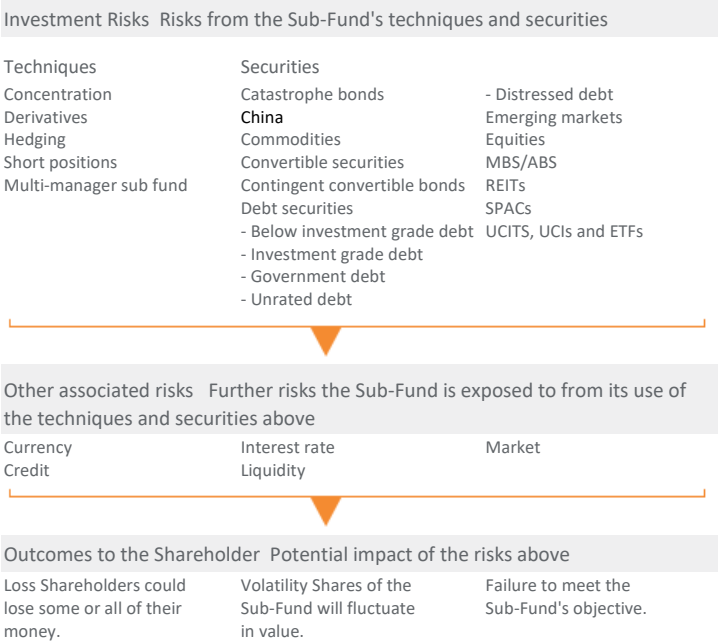 Investment Risks Risks from the Sub-Fund's techniques and securities
Techniques
Concentration
Derivatives
Hedging
Short positions
Multi-manager sub fund
Securities
Catastrophe bonds
China
Commodities
Convertible securities
Contingent convertible bonds
Debt securities
- Below investment grade debt
- Investment grade debt
- Government debt
- Unrated debt
- Distressed debt
Emerging markets
Equities
MBS/ABS
REITs
SPACs
UCITS, UCIs and ETFs
Other associated risks Further risks the Sub-Fund is exposed to from its use of
the techniques and securities above
Currency
Credit
Interest rate
Liquidity
Market
Outcomes to the Shareholder Potential impact of the risks above
Loss Shareholders could
lose some or all of their
money.
Volatility Shares of the
Sub-Fund will fluctuate
in value.
Failure to meet the
Sub-Fund's objective.